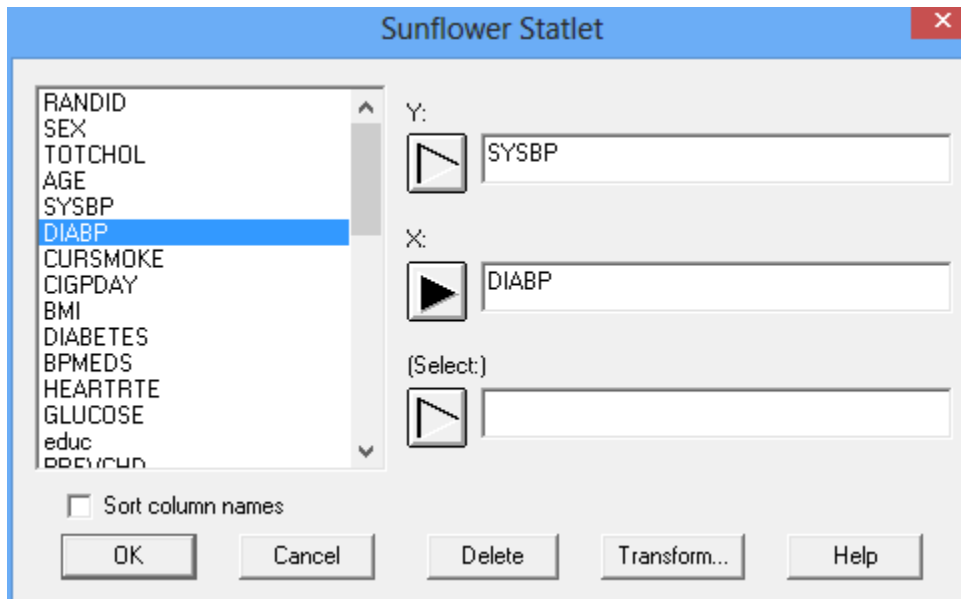 Sunflower Statlet
RANDID
SEX
TOTCHOL
AGE
SYSBP
DIABP
CURSMOKE
CIGPDAY
BMI
DIABETES
BPMEDS
HEARTRTE
GLUCOSE
educ
PREVCHD
Y:
SYSBP
X:
DIABP
(Select:)
Sort column names
OK
Cancel
Delete
Transform...
Help